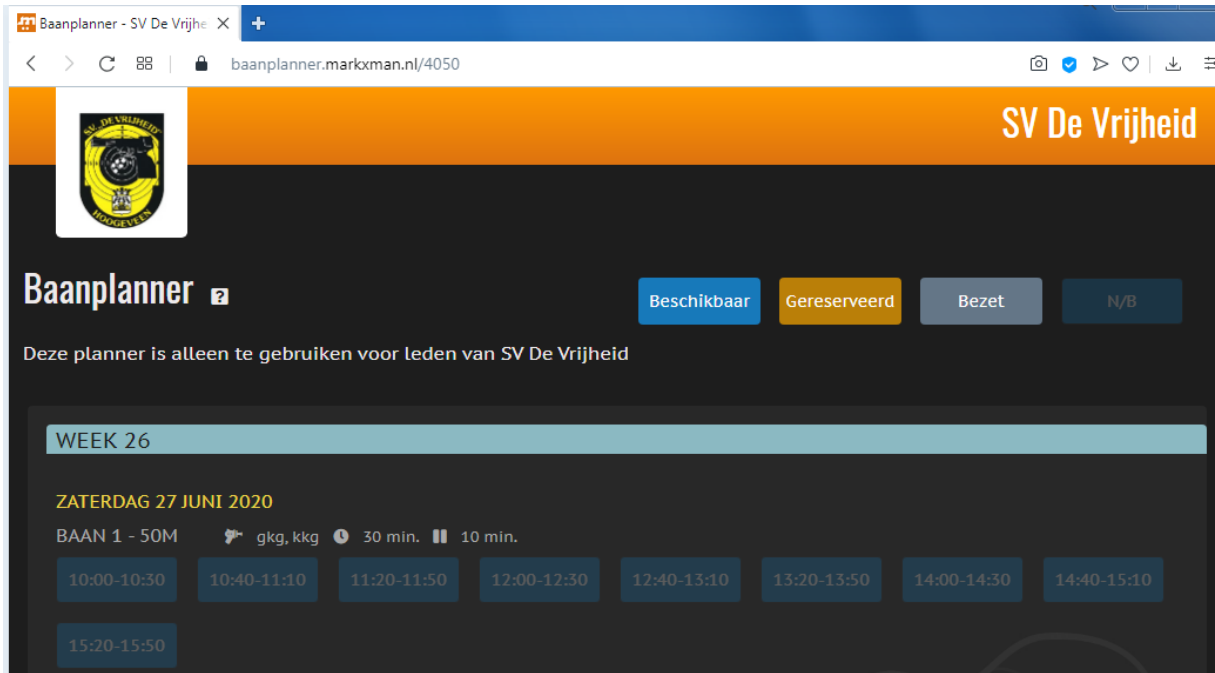 Baanplanner - SV De Vrijhe
baanplanner.markxman.nl/4050
SV De Vrijheid
S.V. „DE VRIJHEID"
HOOGEVEEN
Baanplanner ?
Beschikbaar Gereserveerd Bezet N/B
Deze planner is alleen te gebruiken voor leden van SV De Vrijheid
WEEK 26
ZATERDAG 27 JUNI 2020
BAAN 1 - 50M gkg, kkg 30 min. 10 min.
10:00-10:30 10:40-11:10 11:20-11:50 12:00-12:30 12:40-13:10 13:20-13:50 14:00-14:30 14:40-15:10
15:20-15:50